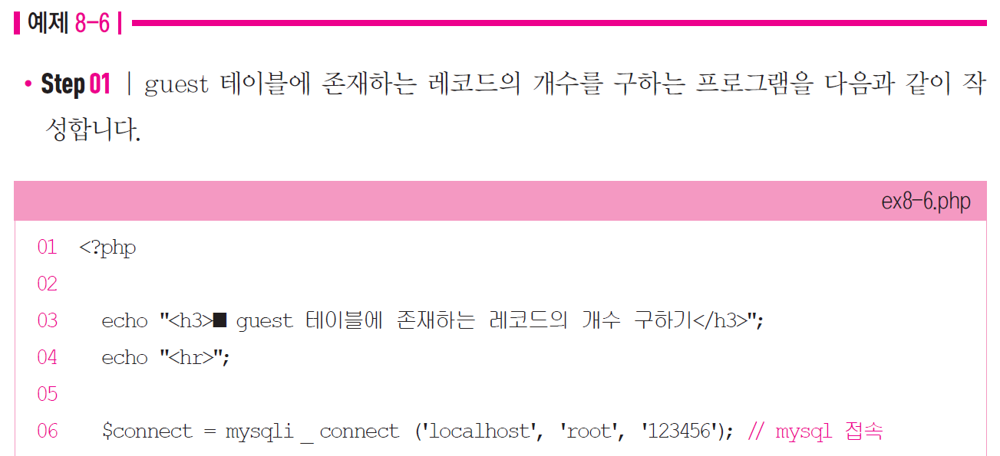 예제 8-6
• Step 01 | guest 테이블에 존재하는 레코드의 개수를 구하는 프로그램을 다음과 같이 작
성합니다.
ex8-6.php
01 <?php
02
03 echo "<h3>■ guest 테이블에 존재하는 레코드의 개수 구하기</h3>";
04 echo "<hr>";
05
06 $connect = mysqli _ connect ('localhost', 'root', '123456'); // mysql 접속